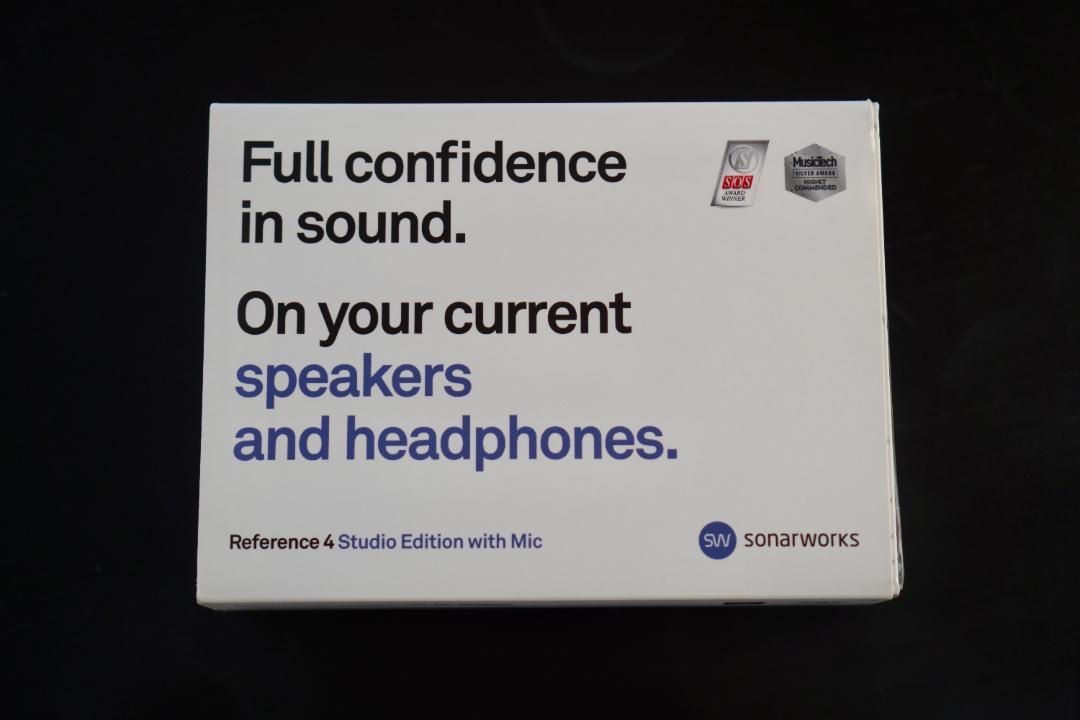 Full confidence
in sound.
On your current
speakers
and headphones.
SOS
AWARD
WINNER
MusicTech
SILVER AWARD
HIGHLY
COMMENDED
Reference 4 Studio Edition with Mic
SW sonarworks